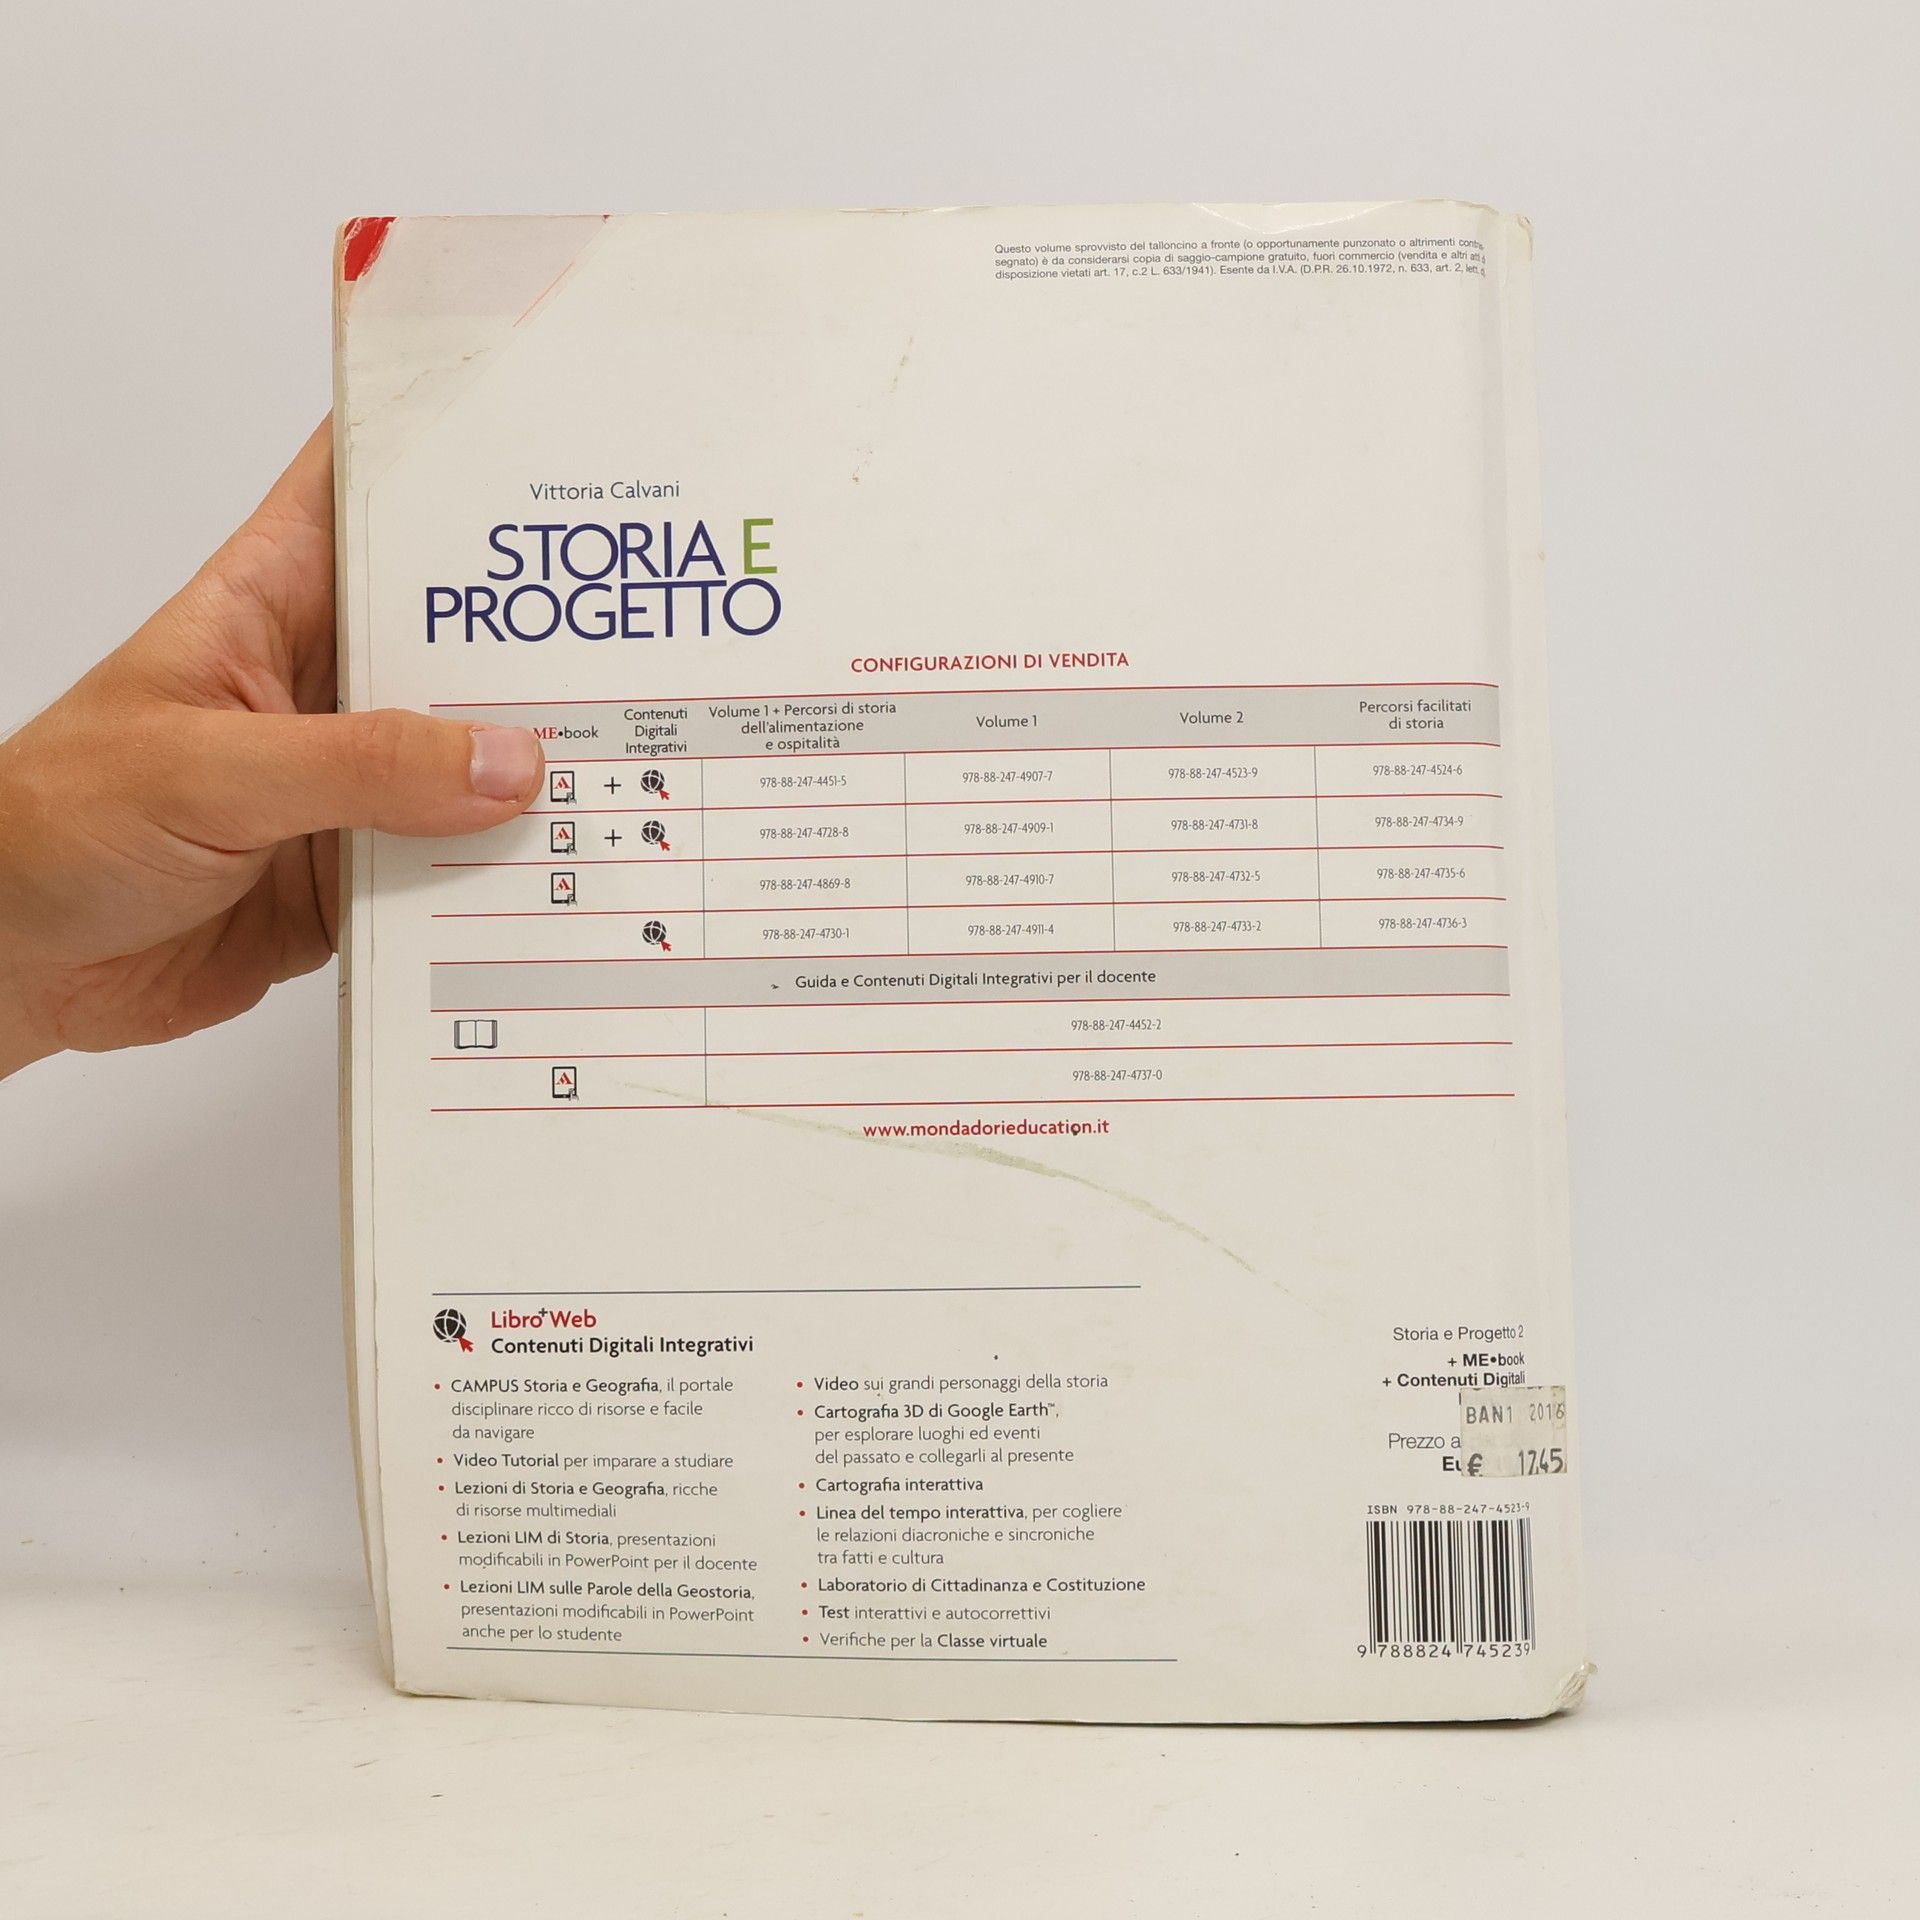 Questo volume sprovvisto del talloncino a fronte (o opportunamente punzonato o altrimenti contra-
segnato) è da considerarsi copia di saggio-campione gratuito, fuori commercio (vendita e altri atti di
disposizione vietati art. 17, c.2 L. 633/1941). Esente da I.V.A. (D.P.R. 26.10.1972, n. 633, art. 2, lett.
Vittoria Calvani
STORIA E
PROGETTO
CONFIGURAZIONI DI VENDITA
ME•book
Contenuti
Digitali
Integrativi
Volume 1 + Percorsi di storia
dell'alimentazione
e ospitalità
Volume 1
Volume 2
Percorsi facilitati
di storia
+ 978-88-247-4451-5 978-88-247-4907-7 978-88-247-4523-9 978-88-247-4524-6
+ 978-88-247-4728-8 978-88-247-4909-1 978-88-247-4731-8 978-88-247-4734-9
978-88-247-4869-8 978-88-247-4910-7 978-88-247-4732-5 978-88-247-4735-6
978-88-247-4730-1 978-88-247-4911-4 978-88-247-4733-2 978-88-247-4736-3
Guida e Contenuti Digitali Integrativi per il docente
978-88-247-4452-2
978-88-247-4737-0
www.mondadorieducation.it
Libro+Web
Contenuti Digitali Integrativi
• CAMPUS Storia e Geografia, il portale
disciplinare ricco di risorse e facile
da navigare
• Video Tutorial per imparare a studiare
• Lezioni di Storia e Geografia, ricche
di risorse multimediali
• Lezioni LIM di Storia, presentazioni
modificabili in PowerPoint per il docente
• Lezioni LIM sulle Parole della Geostoria,
presentazioni modificabili in PowerPoint
anche per lo studente
• Video sui grandi personaggi della storia
• Cartografia 3D di Google Earth™,
per esplorare luoghi ed eventi
del passato e collegarli al presente
• Cartografia interattiva
• Linea del tempo interattiva, per cogliere
le relazioni diacroniche e sincroniche
tra fatti e cultura
• Laboratorio di Cittadinanza e Costituzione
• Test interattivi e autocorrettivi
• Verifiche per la Classe virtuale
Storia e Progetto 2
+ ME•book
+ Contenuti Digitali
BAN1 2016
Prezzo a
€ 17.45
ISBN 978-88-247-4523-9
9 788824 745239